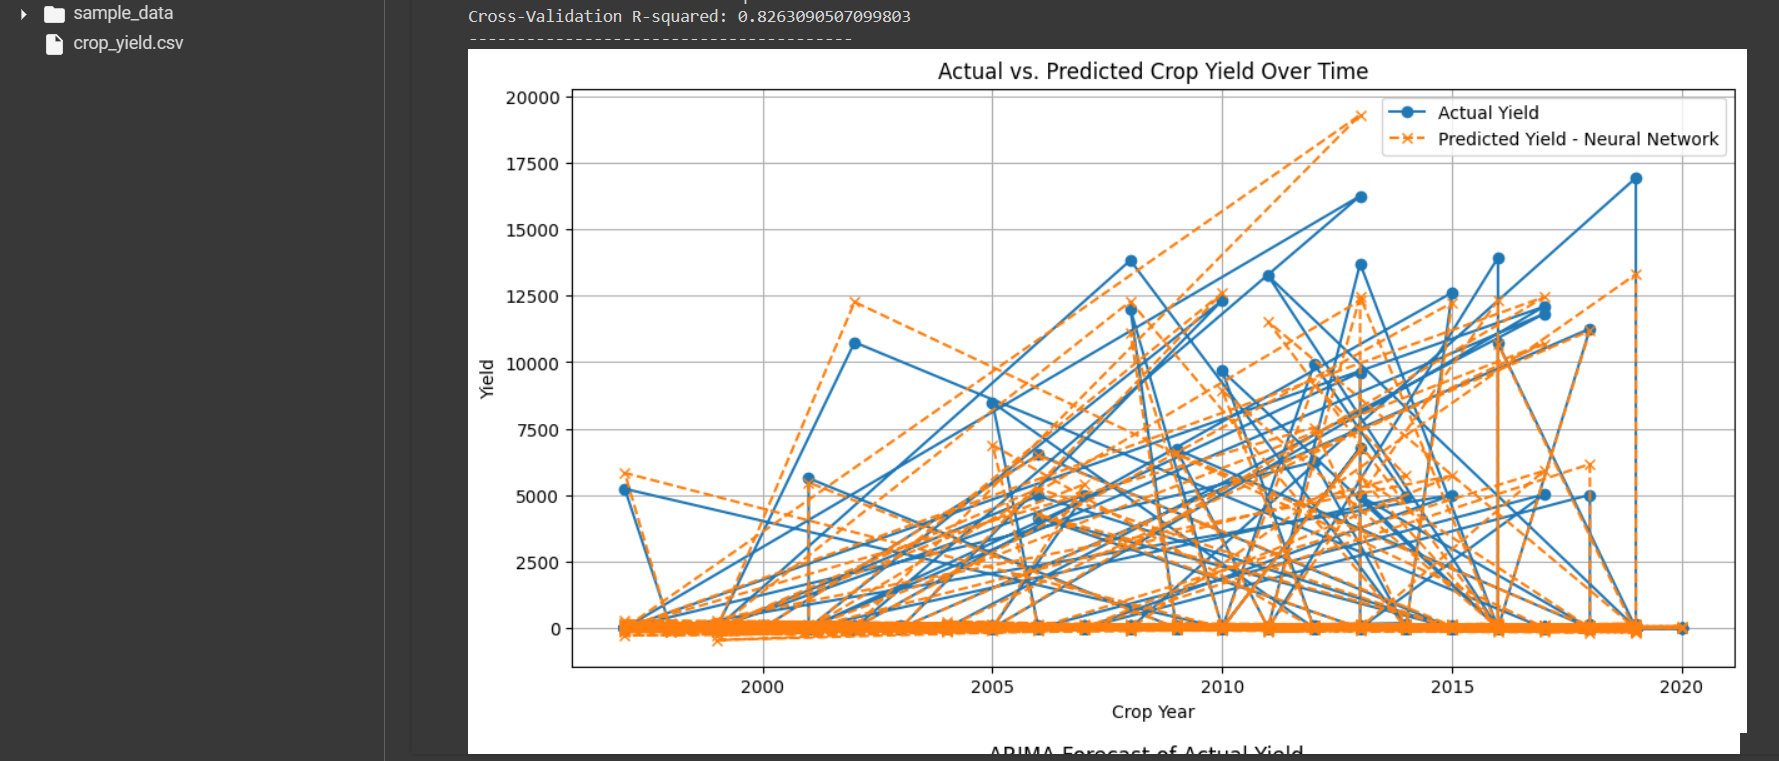 sample_data
crop_yield.csv
Cross-Validation R-squared: 0.8263090507099803
----------------------------------------
Actual vs. Predicted Crop Yield Over Time
Actual Yield
Predicted Yield - Neural Network
20000
17500
15000
12500
10000
7500
5000
2500
0
Yield
2000
2005
2010
2015
2020
Crop Year
ARIMA Forecast of Actual Yield